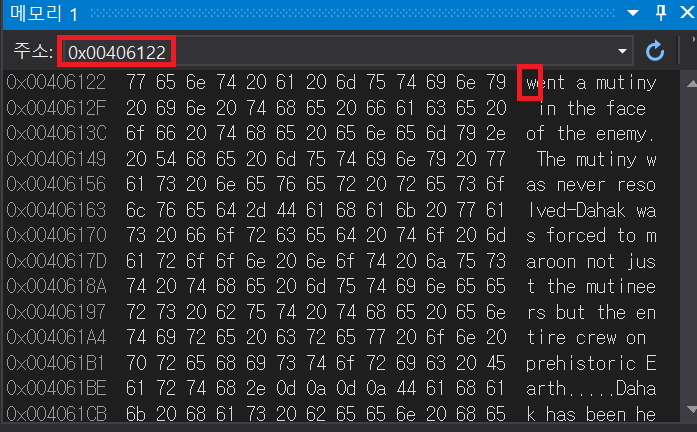 메모리 1
주소: 0x00406122
0x00406122 77 65 6e 74 20 61 20 6d 75 74 69 6e 79 went a mutiny
0x0040612F 20 69 6e 20 74 68 65 20 66 61 63 65 20 in the face
0x0040613C 6f 66 20 74 68 65 20 65 6e 65 6d 79 2e of the enemy.
0x00406149 20 54 68 65 20 6d 75 74 69 6e 79 20 77 The mutiny w
0x00406156 61 73 20 6e 65 76 65 72 20 72 65 73 6f as never reso
0x00406163 6c 76 65 64 2d 44 61 68 61 6b 20 77 61 lved-Dahak wa
0x00406170 73 20 66 6f 72 63 65 64 20 74 6f 20 6d s forced to m
0x0040617D 61 72 6f 6f 6e 20 6e 6f 74 20 6a 75 73 aroon not jus
0x0040618A 74 20 74 68 65 20 6d 75 74 69 6e 65 65 t the mutinee
0x00406197 72 73 20 62 75 74 20 74 68 65 20 65 6e rs but the en
0x004061A4 74 69 72 65 20 63 72 65 77 20 6f 6e 20 tire crew on
0x004061B1 70 72 65 68 69 73 74 6f 72 69 63 20 45 prehistoric E
0x004061BE 61 72 74 68 2e 0d 0a 0d 0a 44 61 68 61 arth.....Daha
0x004061CB 6b 20 68 61 73 20 62 65 65 6e 20 68 65 k has been he